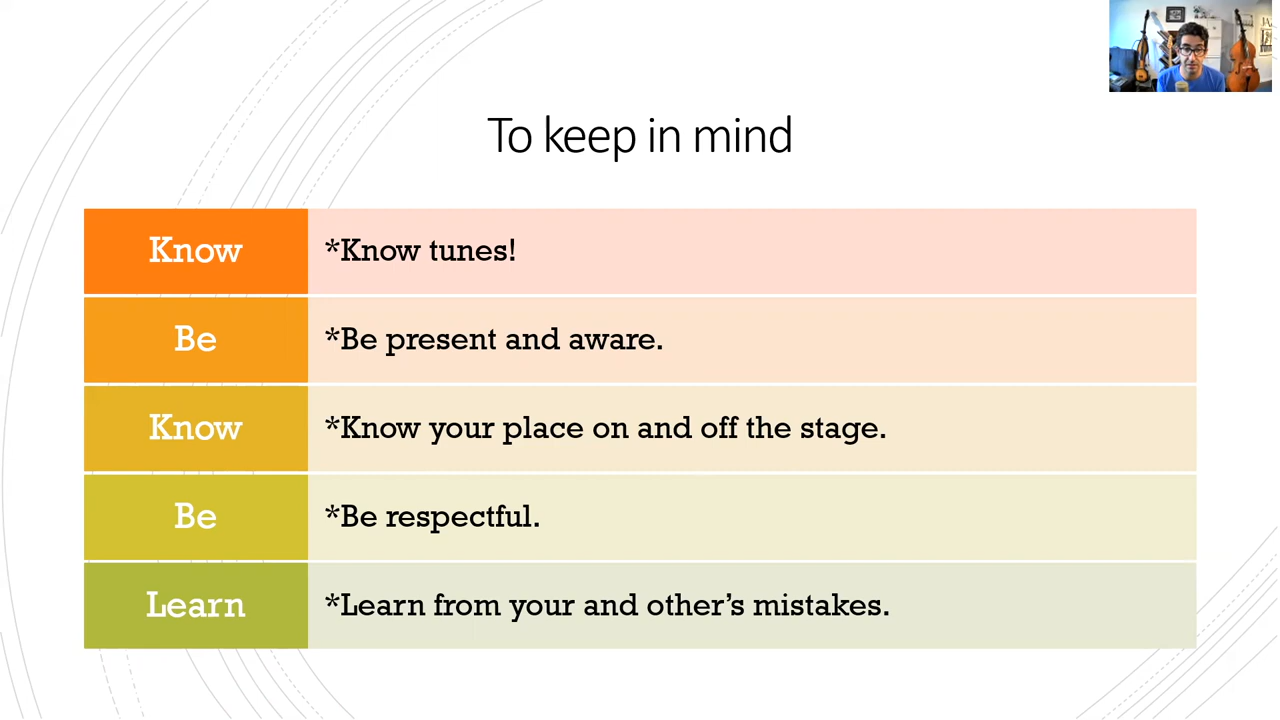 To keep in mind
Know
*Know tunes!
Be
*Be present and aware.
Know
*Know your place on and off the stage.
Be
*Be respectful.
Learn
*Learn from your and other’s mistakes.